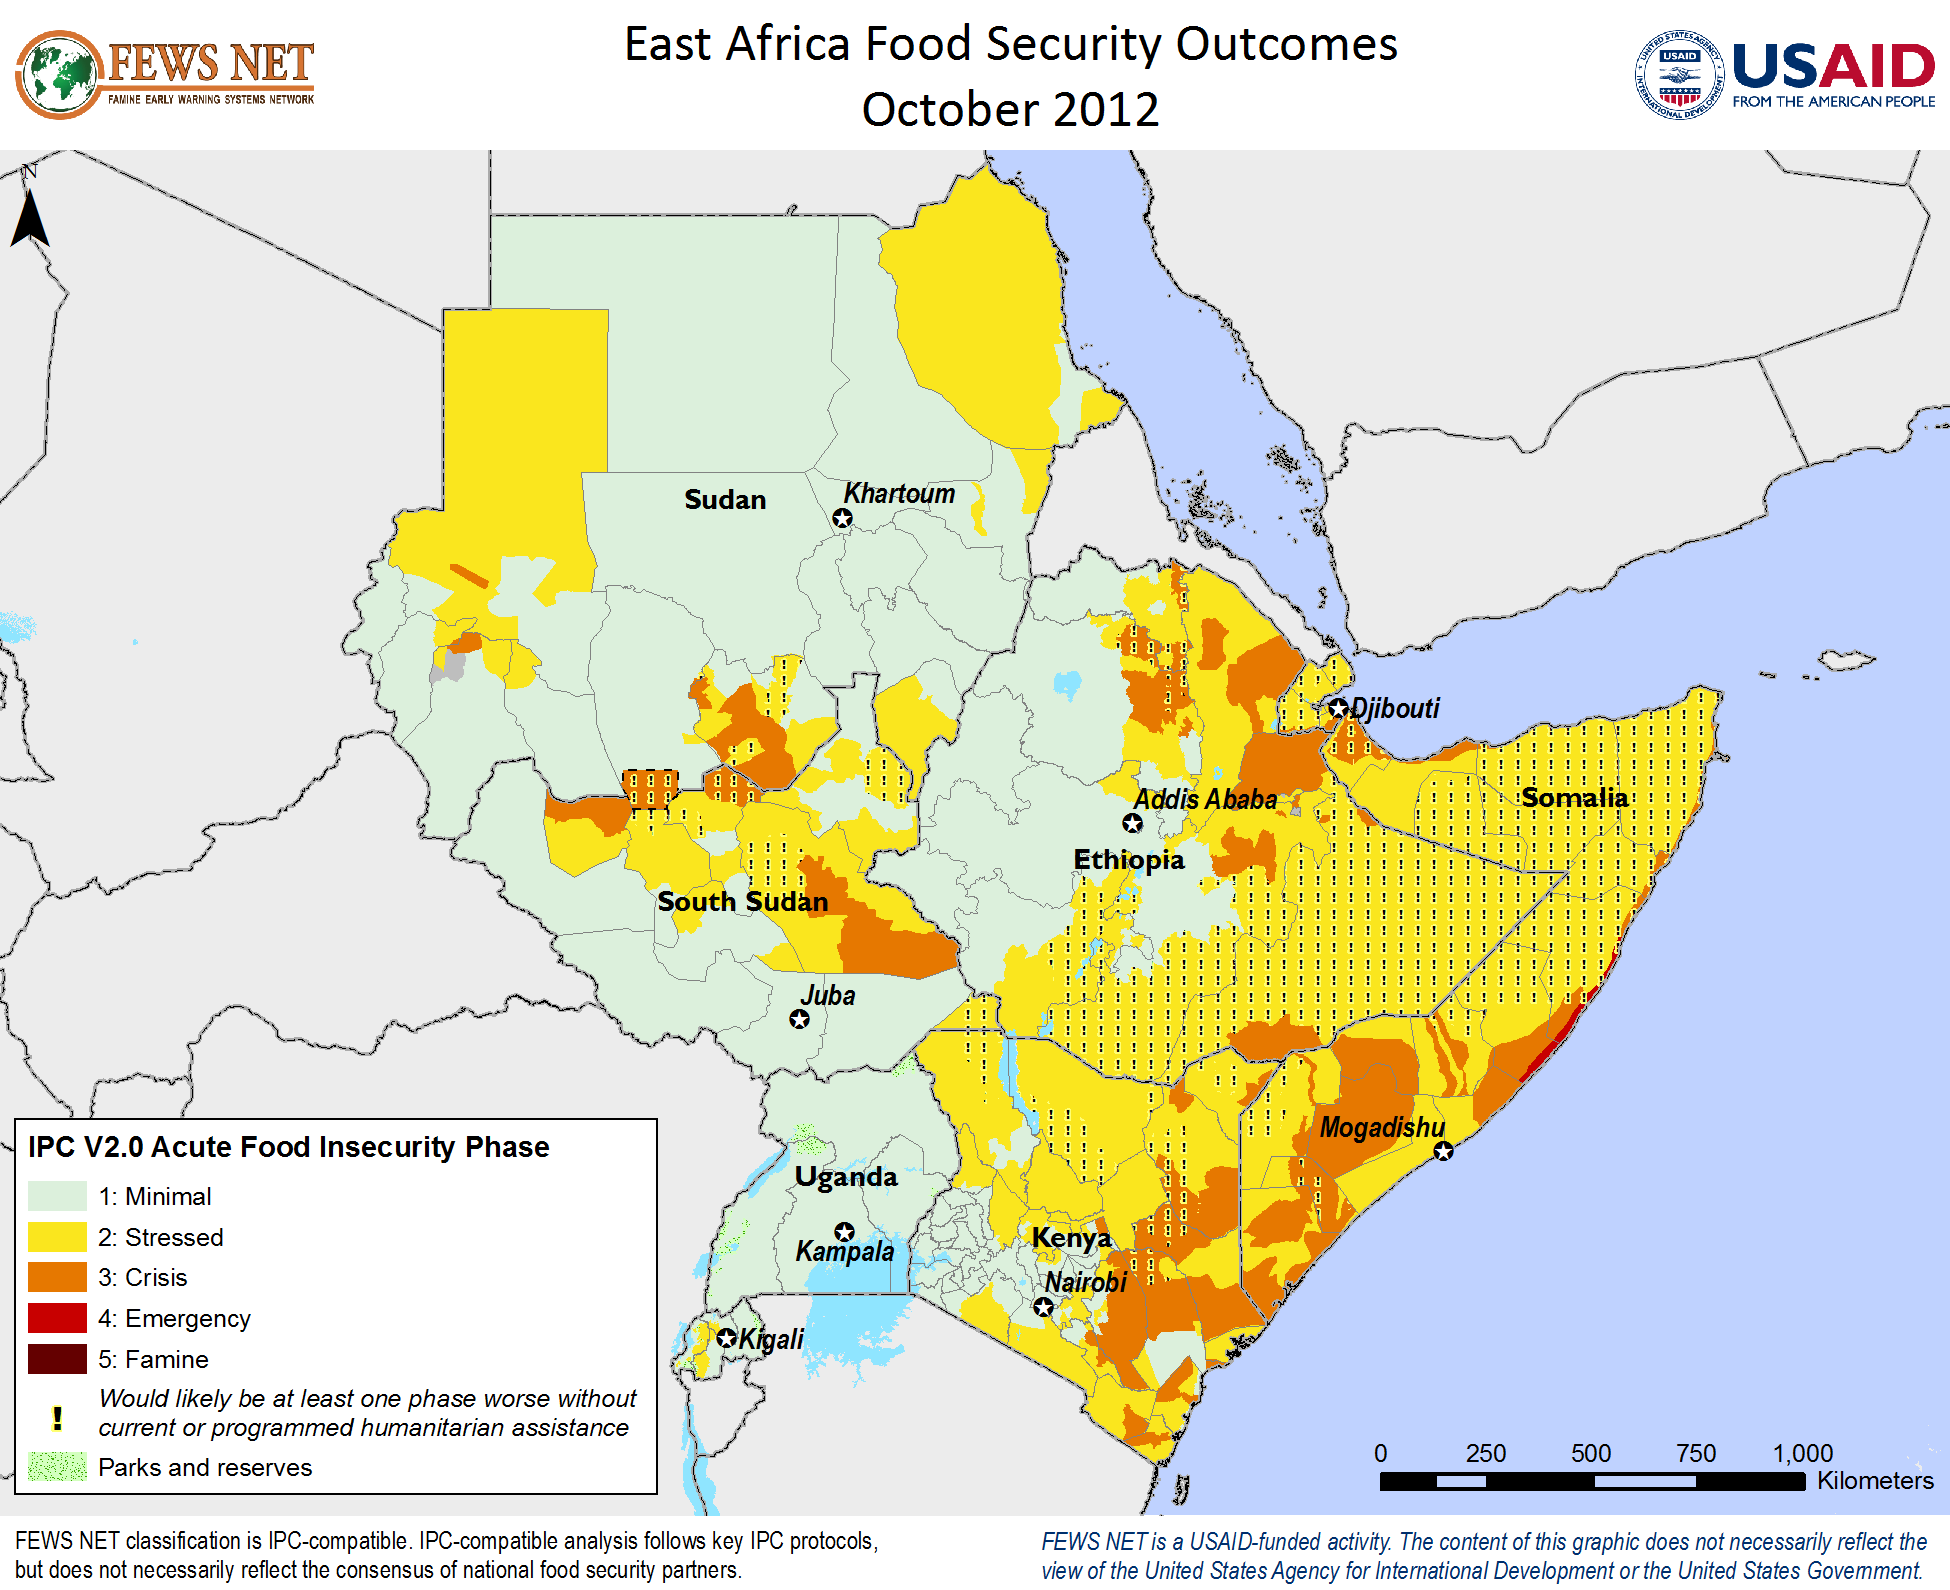 FEWS NET
FAMINE EARLY WARNING SYSTEMS NETWORK
East Africa Food Security Outcomes
October 2012
UNITED STATES AGENCY
USAID
INTERNATIONAL DEVELOPMENT
USAID
FROM THE AMERICAN PEOPLE
N
Sudan
Khartoum
Djibouti
Addis Ababa
Somalia
Ethiopia
South Sudan
Juba
Mogadishu
Uganda
Kampala
Kenya
Nairobi
Kigali
IPC V2.0 Acute Food Insecurity Phase
1: Minimal
2: Stressed
3: Crisis
4: Emergency
5: Famine
! Would likely be at least one phase worse without
current or programmed humanitarian assistance
Parks and reserves
0 250 500 750 1,000
Kilometers
FEWS NET classification is IPC-compatible. IPC-compatible analysis follows key IPC protocols,
but does not necessarily reflect the consensus of national food security partners.
FEWS NET is a USAID-funded activity. The content of this graphic does not necessarily reflect the
view of the United States Agency for International Development or the United States Government.